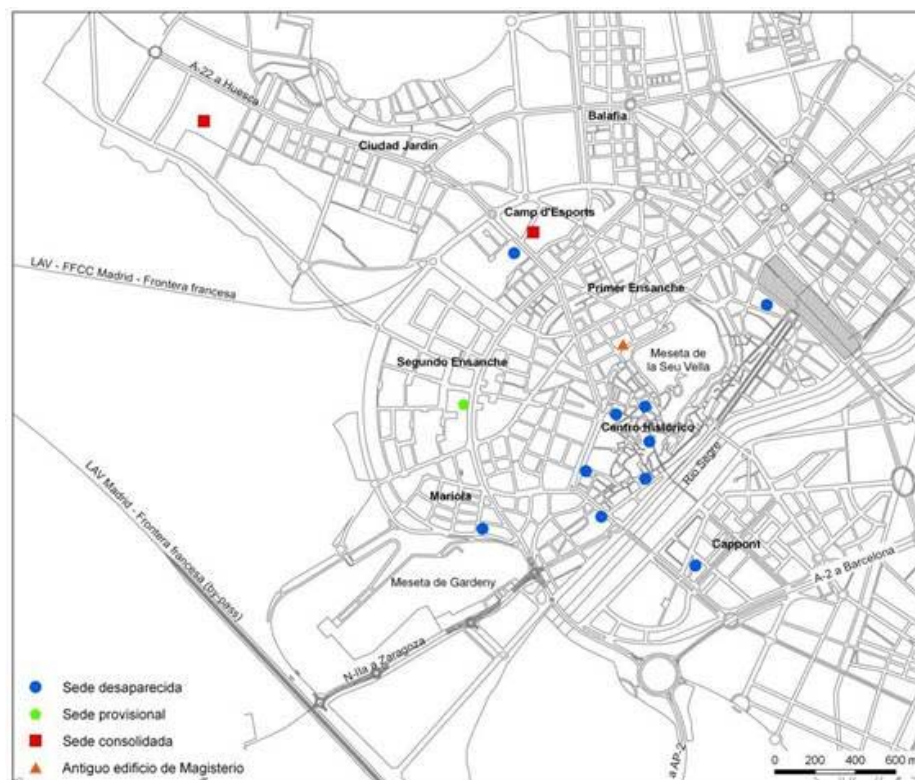 A-22 a Huesca
Balafia
Ciudad Jardín
Camp d'Esports
LAV - FFCC Madrid - Frontera francesa
Primer Ensanche
Meseta de
la Seu Vella
Segundo Ensanche
Centro Histórico
Río Segre
Mariola
LAV Madrid - Frontera francesa (by-pass)
Cappont
A-2 a Barcelona
Meseta de Gardeny
N-IIa a Zaragoza
a AP-2
Sede desaparecida
Sede provisional
Sede consolidada
Antiguo edificio de Magisterio
0 200 400 600 m